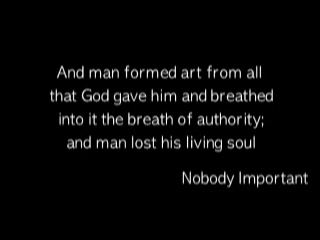 And man formed art from all
that God gave him and breathed
into it the breath of authority;
and man lost his living soul
Nobody Important